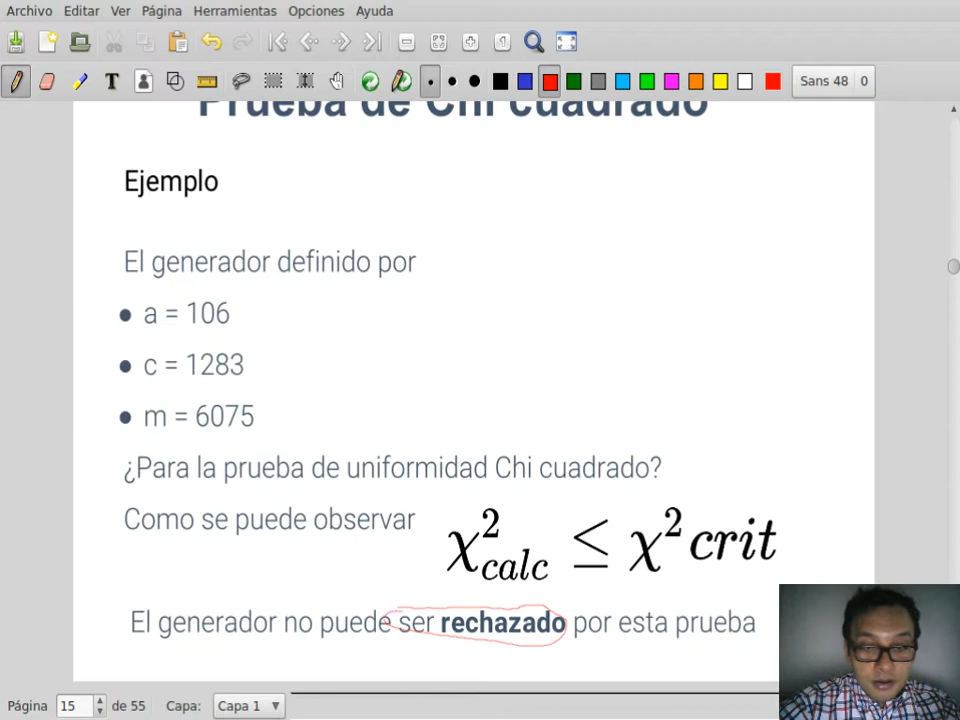 Archivo Editar Ver Página Herramientas Opciones Ayuda
T Sans 48 0
Prueba de Chi cuadrado
Ejemplo
El generador definido por
• a = 106
• c = 1283
• m = 6075
¿Para la prueba de uniformidad Chi cuadrado?
Como se puede observar χ²calc ≤ χ²crit
El generador no puede ser rechazado por esta prueba
Página 15 de 55 Capa: Capa 1